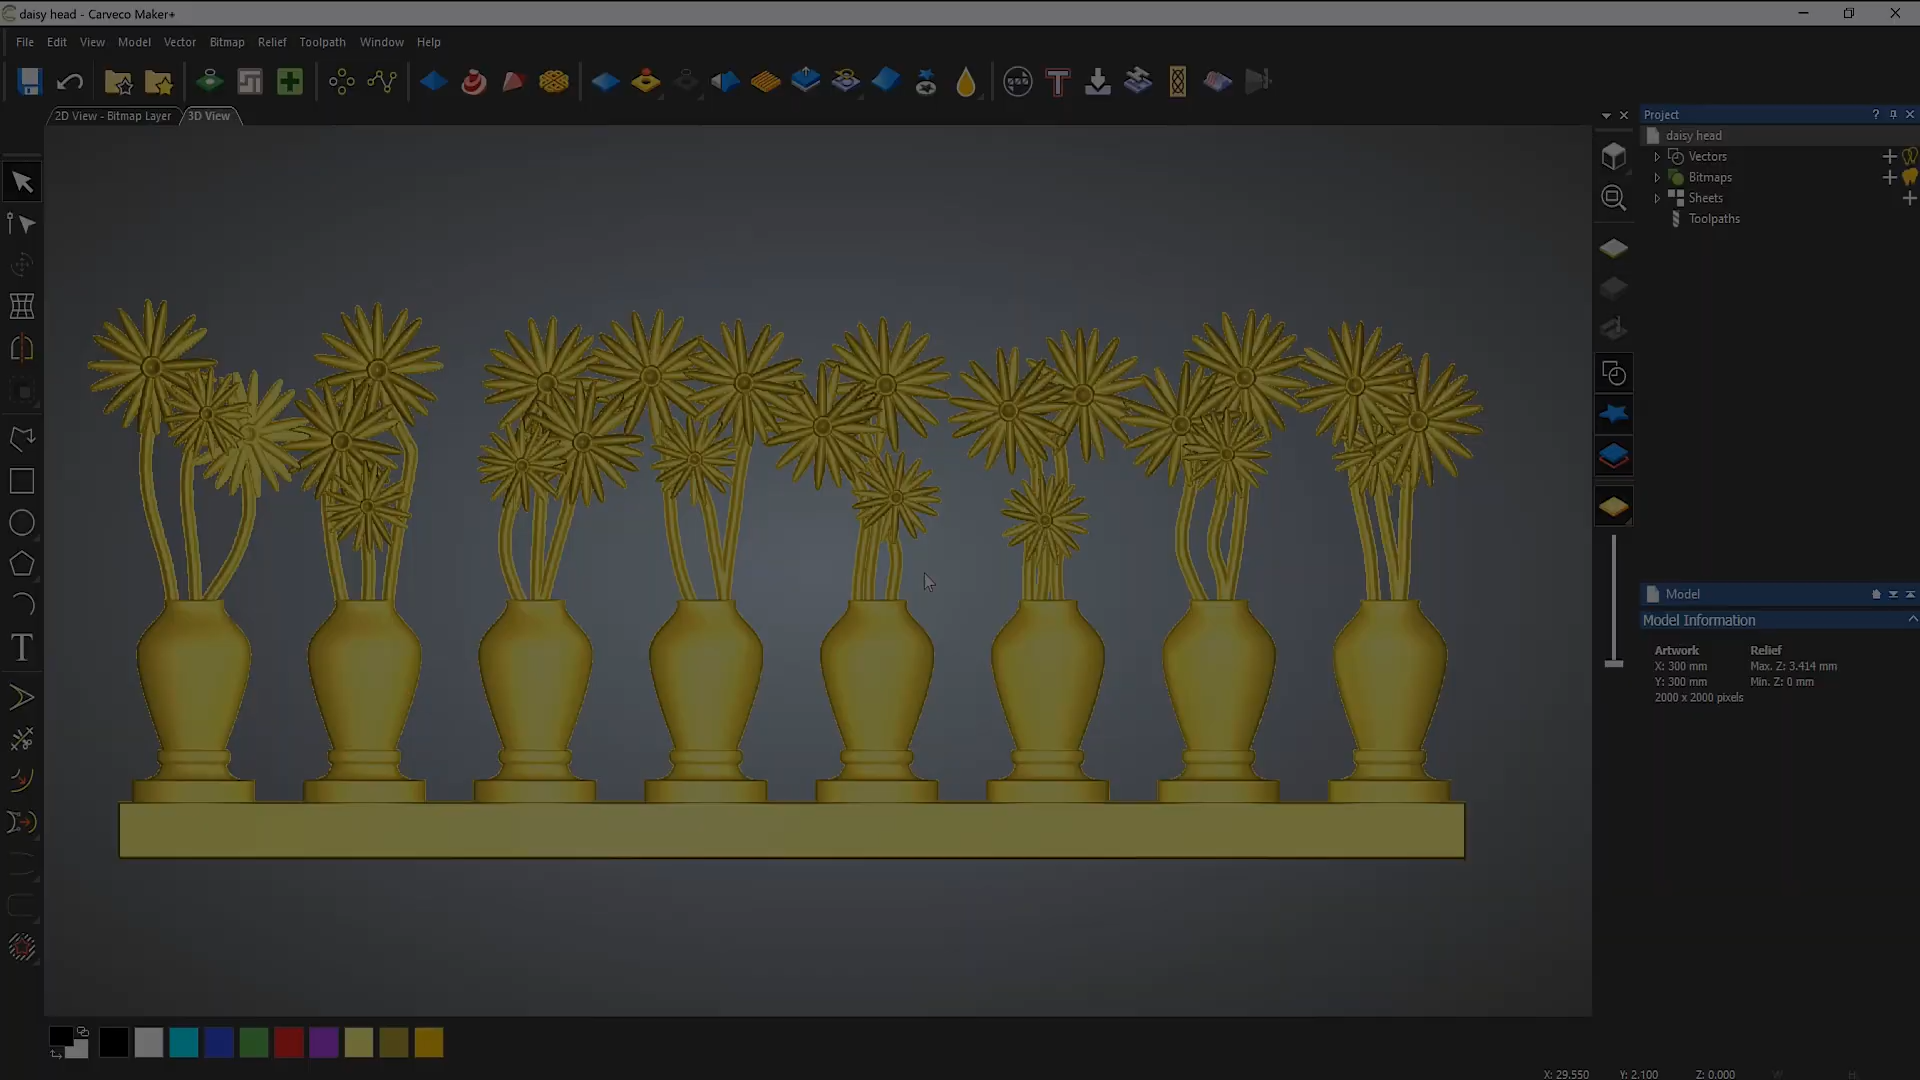 daisy head - Carveco Maker+
File Edit View Model Vector Bitmap Relief Toolpath Window Help
2D View - Bitmap Layer 3D View
Project
daisy head
Vectors
Bitmaps
Sheets
Toolpaths
Model
Model Information
Artwork Relief
X: 300 mm Max. Z: 3.414 mm
Y: 300 mm Min. Z: 0 mm
2000 x 2000 pixels
X: 29.550 Y: 2.100 Z: 0.000 W: H: